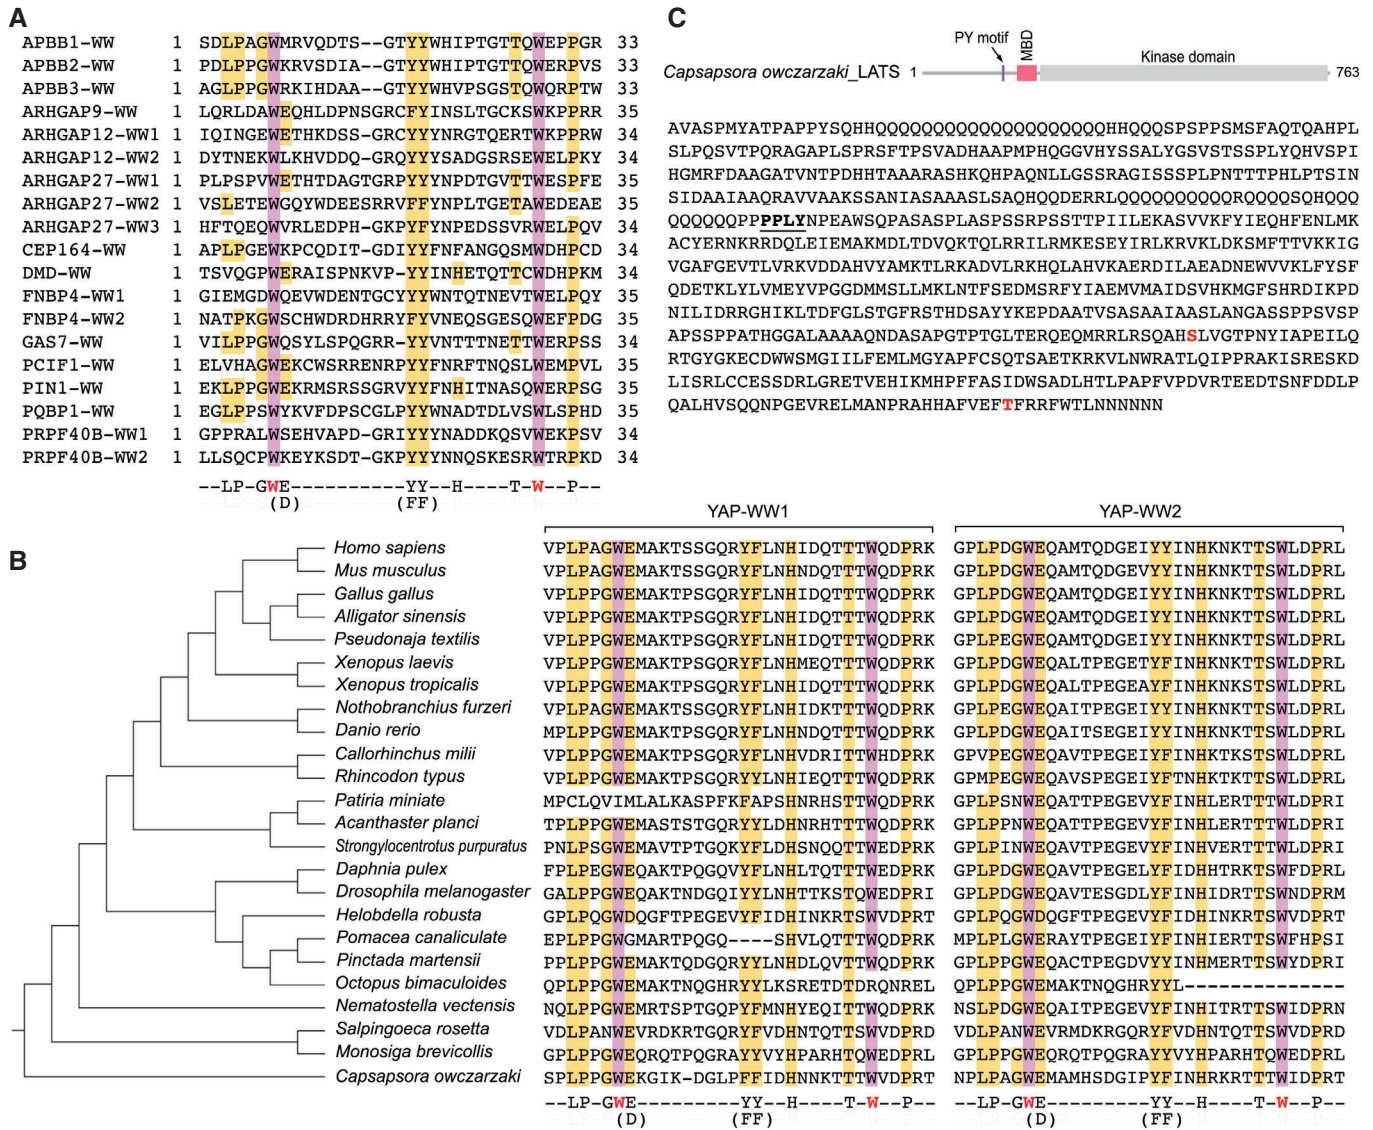 A
APBB1-WW 1 SDLPAGWMRVQDTS--GTYYWHIPTGTTQWEPPGR 33
APBB2-WW 1 PDLPPGWKRVSDIA-GTYYWHIPTGTTQWERPVS 33
APBB3-WW 1 AGLPPGWRKIHDAA--GTYYWHVPSGSTQWQRPTW 33
ARHGAP9-WW 1 LQRLDAWEQHLDPNSGRCFYINSLTGCKSWKPPRR 35
ARHGAP12-WW1 1 IQINGEWETHKDSS-GRCYYYNRGTQERTWKPPRW 34
ARHGAP12-WW2 1 DYTNEKWLKHVDDQ-GRQYYYSADGSRSEWELPKY 34
ARHGAP27-WW1 1 PLPSPVWETHTDAGTGRPYYYNPDTGVTTWESPFE 35
ARHGAP27-WW2 1 VSLETEWGQYWDEESRRVFFYNPLTGETAWEDEAE 35
ARHGAP27-WW3 1 HFTQEQWVRLEDPH-GKPYFYNPEDSSVRWELPQV 34
CEP164-WW 1 APLPGEWKPCQDIT-GDIYYFNFANGQSMWDHPCD 34
DMD-WW 1 TSVQGPWERAISPNKVP-YYINHETQTTCWDHPKM 34
FNBP4-WW1 1 GIEMGDWQEVWDENTGCYYYWNTQTNEVTWELPQY 35
FNBP4-WW2 1 NATPKGWSCHWDRDHRRYFYVNEQSGESQWEFPDG 35
GAS7-WW 1 VILPPGWQSYLSPQGRR-YYVNTTTNETTWERPSS 34
PCIF1-WW 1 ELVHAGWEKCWSRRENRPYYFNRFTNQSLWEMPVL 35
PIN1-WW 1 EKLPPGWEKRMSRSSGRVYYFNHITNASQWERPSG 35
PQBP1-WW 1 EGLPPSWYKVFDPSCGLPYYWNADTDLVSWLSPHD 35
PRPF40B-WW1 1 GPPRALWSEHVAPD-GRIYYYNADDKQSVWEKPSV 34
PRPF40B-WW2 1 LLSQCPWKEYKSDT-GKPYYYNNQSKESRWTRPKD 34
--LP-GWE----------YY--H----T-W--P--
(D) (FF)
C
PY motif
MBD
Kinase domain
Capsapsora owczarzaki_LATS 1 763
AVASPMYATPAPPYSQHHQQQQQQQQQQQQQQQQQQQQHHQQQSPSPPSMSFAQTQAHPL
SLPQSVTPQRAGAPLSPRSFTPSVADHAAPMPHQGGVHYSSALYGSVSTSSPLYQHVSPI
HGMRFDAAGATVNTPDHHTAAARASHKQHPAQNLLGSSRAGISSSPLPNTTTPHLPTSIN
SIDAAIAAQRAVVAAKSSANIASAAASLSAQHQQDERRLLVQQQRQQQQQSQHQQQ
QQQQQQPPPPLYNPEAWSQPASASPLASPSSRPSSTTPIILEKASVVKFYIEQHFENLMK
ACYERNKRRDQLEIEMAKMDLTDVQKTQLRRILRMKESEYIRLKRVKLDKSMFTTVKKIG
VGAFGEVTLVRKVDDAHVYAMKTLRKADVLRKHQLAHVKAERDILAEADNEWVVKLFYSF
QDETKLYLVMEYVPGGDMMSLLMKLNTFSEDMSRFYIAEMVMAIDSVHKMGFSHRDIKPD
NILIDRRGHIKLTDFGLSTGFRTHSDSAYYKEPDAATVSASAAIAASLANGASSPPSVSP
APSSPPATHGGALAAAAQNDASAPGTPTGLTERQEQMRRLRSQAHSLVGTPNYIAPEILQ
RTGYGKECDWWSMGIILFEMLMGYAPFCSQTSAETKRKVLNWRATLQIPPRAKISRESKD
LISRLCCESSDRLGRETVEHIKMHPFFASIDWSADLHTLPAPFVPDVRTEEDTSNFDDLP
QALHVSQQNPGEVRELMANPRAHHAFVEFTFRRFWTLNNNNNN
B
YAP-WW1 YAP-WW2
Homo sapiens VPLPAGWEMAKTSSGQRYFLNHIDQTTTWQDPRK GPLPDGWEQAMTQDGEIYYINHKNKTTSWLDPRL
Mus musculus VPLPAGWEMAKTSSGQRYFLNHNDQTTTWQDPRK GPLPDGWEQAMTQDGEVYYINHKNKTTSWLDPRL
Gallus gallus VPLPPGWEMAKTPSGQRYFLNHIDQTTTWQDPRK GPLPDGWEQAMTQDGEIYYINHKNKTTSWLDPRL
Alligator sinensis VPLPPGWEMAKTPSGQRYFLNHIDQTTTWQDPRK GPLPDGWEQAMTQDGEIYYINHKNKTTSWLDPRL
Pseudonaja textilis VPLPPGWEMAKTPSGQRYFLNHIDQTTTWQDPRK GPLPEGWEQAMTQDGEIYYINHKNKTTSWLDPRL
Xenopus laevis VPLPPGWEMAKTPSGQRYFLNHMEQTTTWQDPRK GPLPDGWEQALTPEGETYFINHKNKTTSWLDPRL
Xenopus tropicalis VPLPPGWEMAKTPSGQRYFLNHIDQTTTWQDPRK GPLPDGWEQALTPEGEAYFINHKNKSTSWLDPRL
Nothobranchius furzeri VPLPAGWEMAKTPSGQRYFLNHIDKTTTWQDPRK GPLPEGWEQAITPEGEIYYINHKNKTTSWLDPRL
Danio rerio MPLPPGWEMAKTPSGQRYFLNHNDQTTTWQDPRK GPLPDGWEQAITSEGEIYYINHKNKTTSWLDPRL
Callorhinchus milii VPLPPGWEMAKTPSGQRYFLNHVDRITTWHDPRK GPVPEGWEQAVTPEGEIYFINHKTKSTSWLDPRL
Rhincodon typus VPLPPGWEMAKTPSGQRYYLNHIEQTTTWQDPRK GPMPEGWEQAVSPEGEIYFTNHKTKTTSWLDPRL
Patiria miniate MPCLQVIMLALKASPFKFAPSHNRHSTTWQDPRK GPLPSNWEQATTPEGEVYFINHLERTTTWLDPRI
Acanthaster planci TPLPPGWEMASTSTGQRYYLDHNRHTTTWQDPRK GPLPPNWEQATTPEGEVYFINHLERTTTWLDPRI
Strongylocentrotus purpuratus PNLPSGWEMAVTPTGQKYFLDHSNQQTTWEDPRK GPLPINWEQAVTPEGEVYFINHVERTTTWLDPRI
Daphnia pulex FPLPEGWEQAKTPQGQVYFLNHLTQTTTWEDPRK GPLPDGWEQAVTPEGELYFIDHHTRKTSWFDPRL
Drosophila melanogaster GALPPGWEQAKTNDGQIYYLNHTTKSTQWEDPRI GPLPDGWEQAVTESGDLYFINHIDRTTSWNDPRM
Helobdella robusta GPLPQGWDQGFTPEGEVYFIDHINKRTSWVDPRT GPLPQGWDQGFTPEGEVYFIDHINKRTSWVDPRT
Pomacea canaliculate EPLPPGWGMARTPQGQ----SHVLQTTTWQDPRK MPLPLGWERAYTPEGEIYFINHIERTTSWFHPSI
Pinctada martensii PPLPPGWEMAKTQDGQRYYLNHDLQVTTWQDPRK GPLPPGWEQACTPEGDVYYINHMERTTSWYDPRI
Octopus bimaculoides QPLPPGWEMAKTNQGHRYYLKSRETDTDRQNREL QPLPPGWEMAKTNQGHRYYL--------------
Nematostella vectensis NQLPPGWEMRTSPTGQPYFMNHYEQITTWQDPRK NSLPDGWEQAITPEGEIYFINHITRTTSWIDPRN
Salpingoeca rosetta VDLPANWEVRDKRTGQRYFVDHNTQTTSWVDPRD VDLPANWEVRMDKRGQRYFVDHNTQTTSWVDPRD
Monosiga brevicollis GPLPPGWEQRQTPQGRAYYVYHPARHTQWEDPRL GPLPPGWEQRQTPQGRAYYVYHPARHTQWEDPRL
Capsapsora owczarzaki SPLPPGWEKGIK-DGLPFFIDHNNKTTTWVDPRT NPLPAGWEMAMHSDGIPYFINHRKRTTTWIDPRT
--LP-GWE---------YY--H----T-W--P-- --LP-GWE---------YY--H----T-W--P--
(D) (FF) (D) (FF)